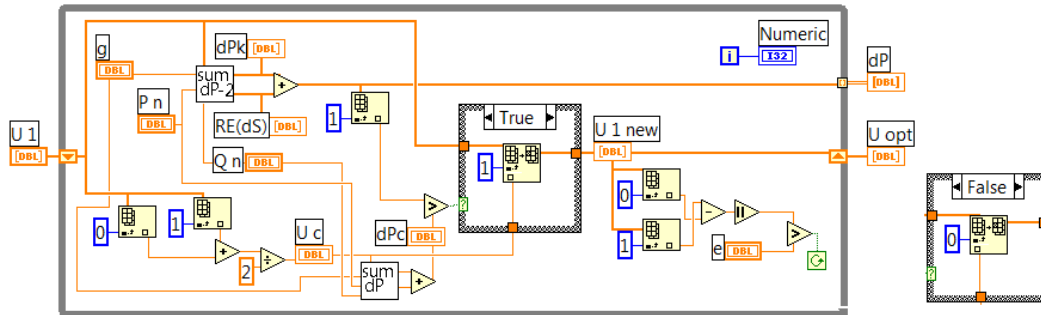 g
dPk
[DBL]
DBL
sum
dP-2
+
P n
DBL
1
RE(dS)
[DBL]
Q n
DBL
U 1
[DBL]
Numeric
i
I32
dP
[DBL]
True
U 1 new
[DBL]
U opt
[DBL]
1
0
1
-
||
>
e
DBL
>
dPc
DBL
0
1
+
2
÷
U c
DBL
sum
dP
+
False
0
?
?